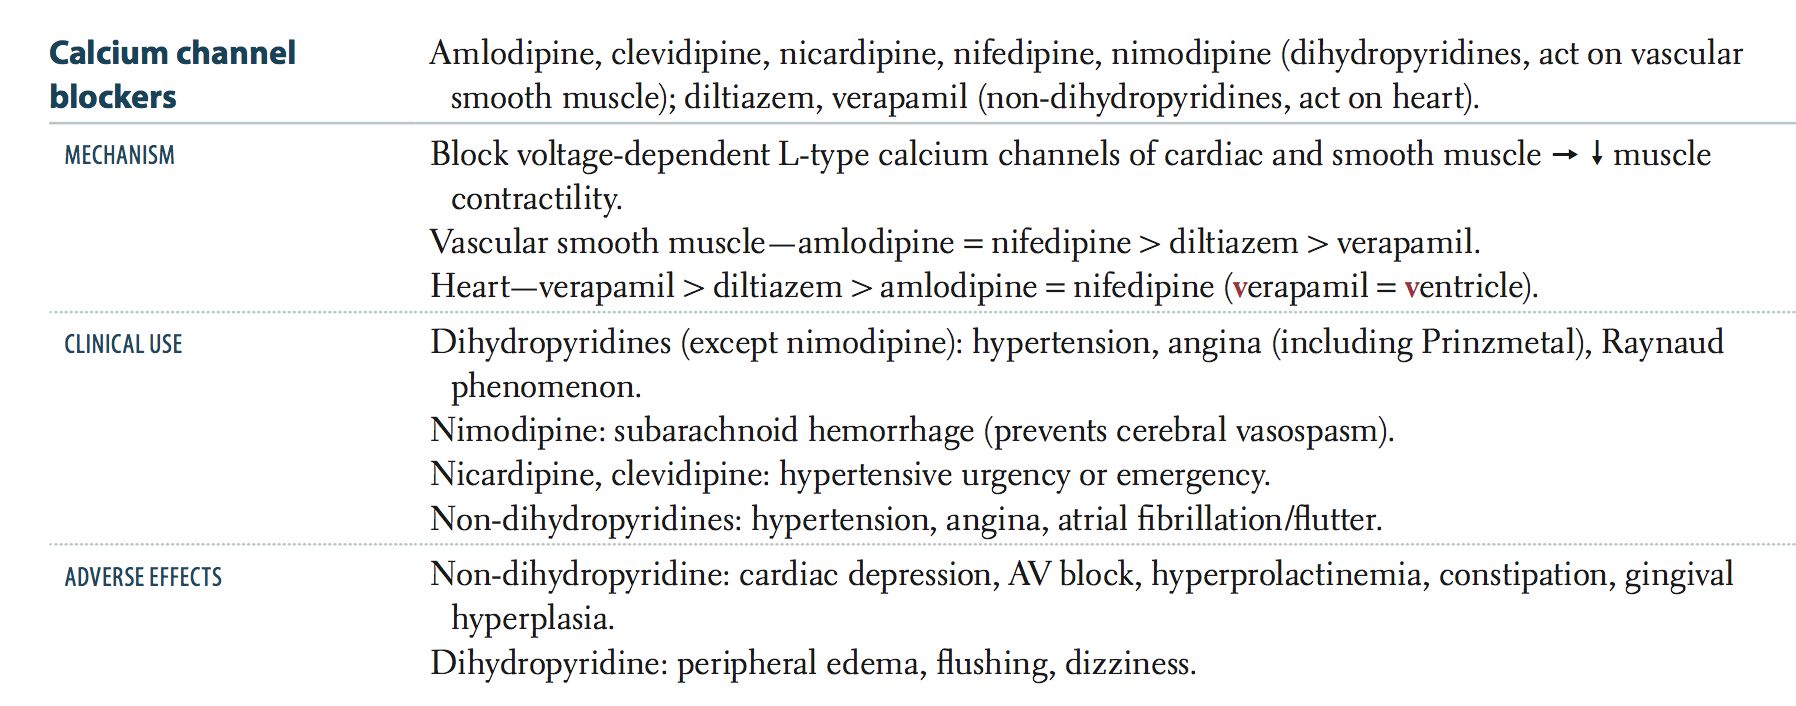 Calcium channel
blockers
Amlodipine, clevidipine, nicardipine, nifedipine, nimodipine (dihydropyridines, act on vascular
smooth muscle); diltiazem, verapamil (non-dihydropyridines, act on heart).
MECHANISM
Block voltage-dependent L-type calcium channels of cardiac and smooth muscle → ↓ muscle
contractility.
Vascular smooth muscle—amlodipine = nifedipine > diltiazem > verapamil.
Heart—verapamil > diltiazem > amlodipine = nifedipine (verapamil = ventricle).
CLINICAL USE
Dihydropyridines (except nimodipine): hypertension, angina (including Prinzmetal), Raynaud
phenomenon.
Nimodipine: subarachnoid hemorrhage (prevents cerebral vasospasm).
Nicardipine, clevidipine: hypertensive urgency or emergency.
Non-dihydropyridines: hypertension, angina, atrial fibrillation/flutter.
ADVERSE EFFECTS
Non-dihydropyridine: cardiac depression, AV block, hyperprolactinemia, constipation, gingival
hyperplasia.
Dihydropyridine: peripheral edema, flushing, dizziness.